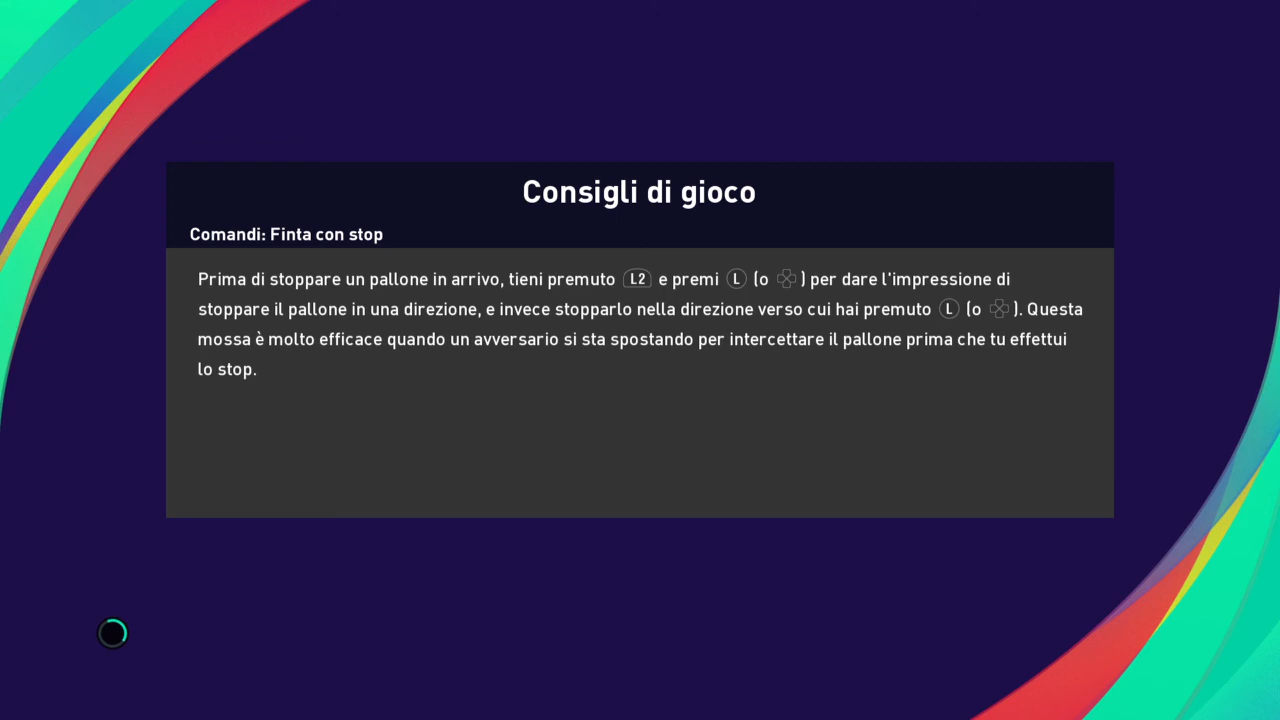 Consigli di gioco
Comandi: Finta con stop
Prima di stoppare un pallone in arrivo, tieni premuto L2 e premi L (o ) per dare l'impressione di
stoppare il pallone in una direzione, e invece stopparlo nella direzione verso cui hai premuto L (o ). Questa
mossa è molto efficace quando un avversario si sta spostando per intercettare il pallone prima che tu effettui
lo stop.